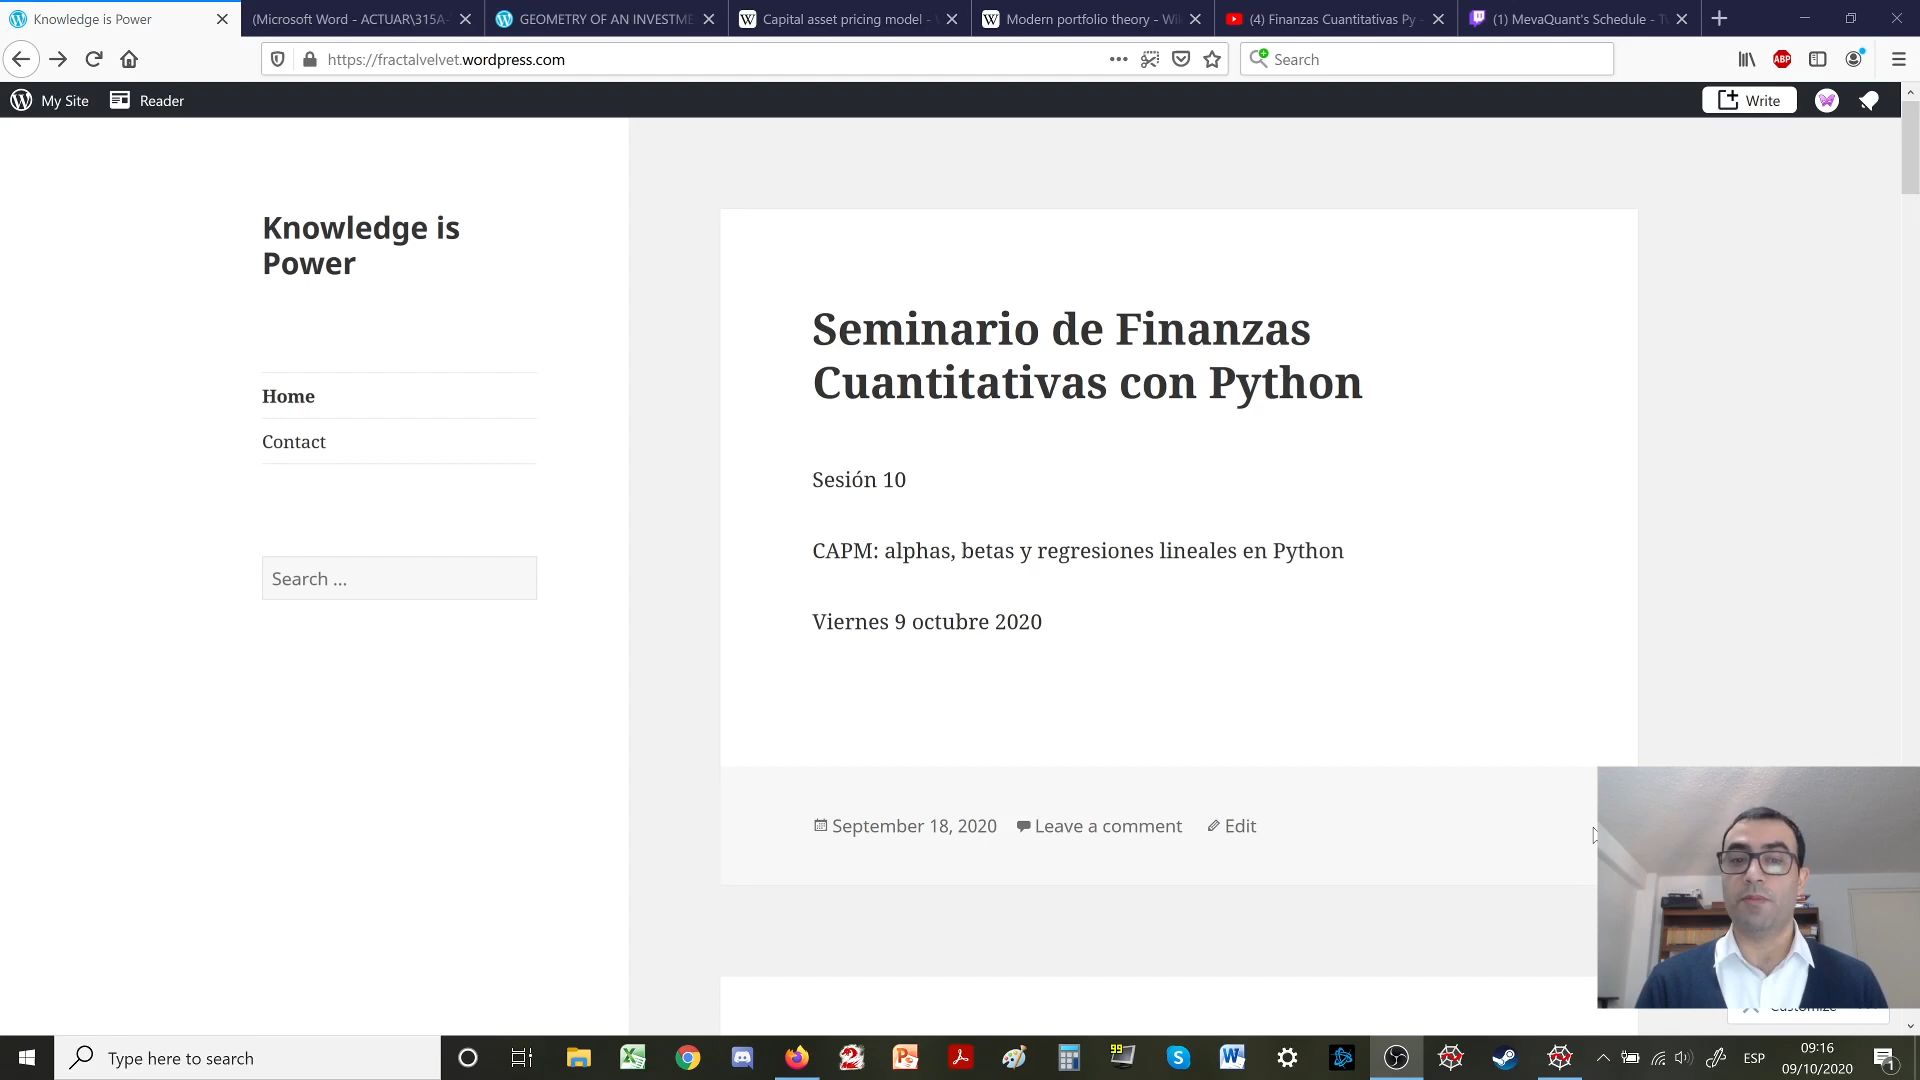 Knowledge is Power
(Microsoft Word - ACTUAR\315A-
GEOMETRY OF AN INVESTME
Capital asset pricing model -
Modern portfolio theory - Wi
(4) Finanzas Cuantitativas Py -
(1) MevaQuant's Schedule - T
https://fractalvelvet.wordpress.com
Search
ABP
My Site
Reader
Write
Knowledge is
Power
Home
Contact
Search ...
Seminario de Finanzas
Cuantitativas con Python
Sesión 10
CAPM: alphas, betas y regresiones lineales en Python
Viernes 9 octubre 2020
September 18, 2020
Leave a comment
Edit
Type here to search
99
ESP
09:16
09/10/2020
1